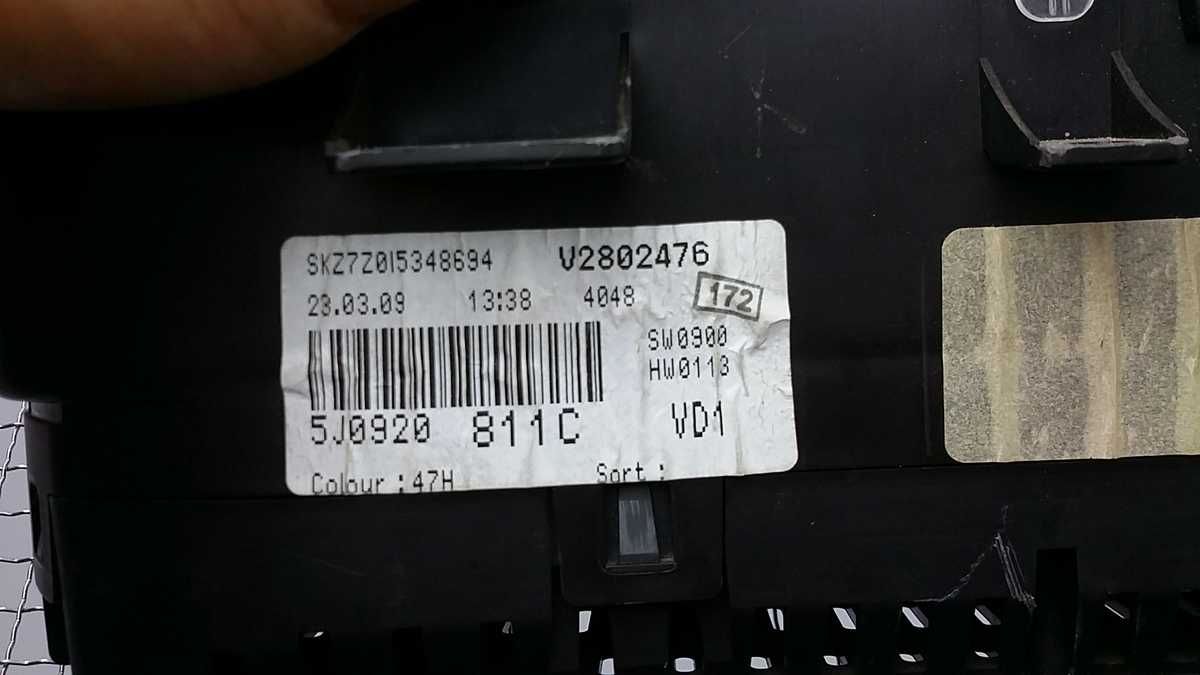 SKZ7Z0I5348694 V2802476
23.03.09 13:38 4048 172
SW0900
HW0113
5J0920 811C VD1
Colour : 47H Sort :